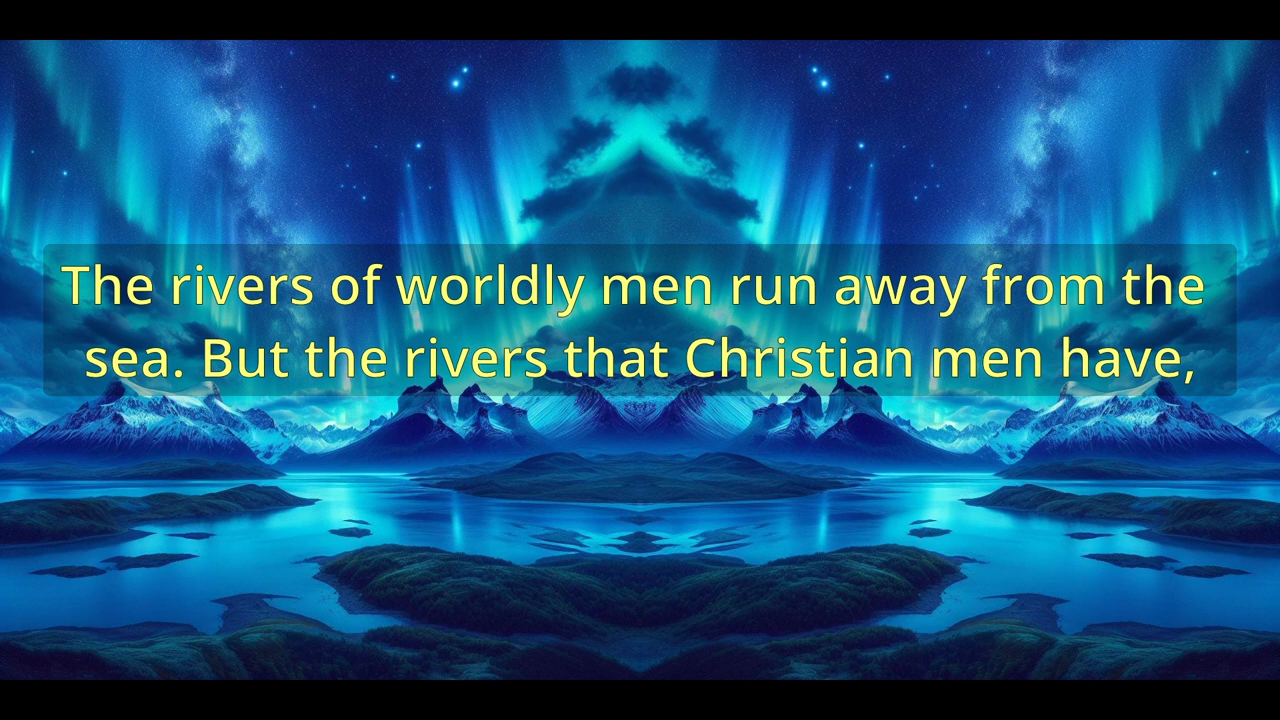 The rivers of worldly men run away from the
sea. But the rivers that Christian men have,